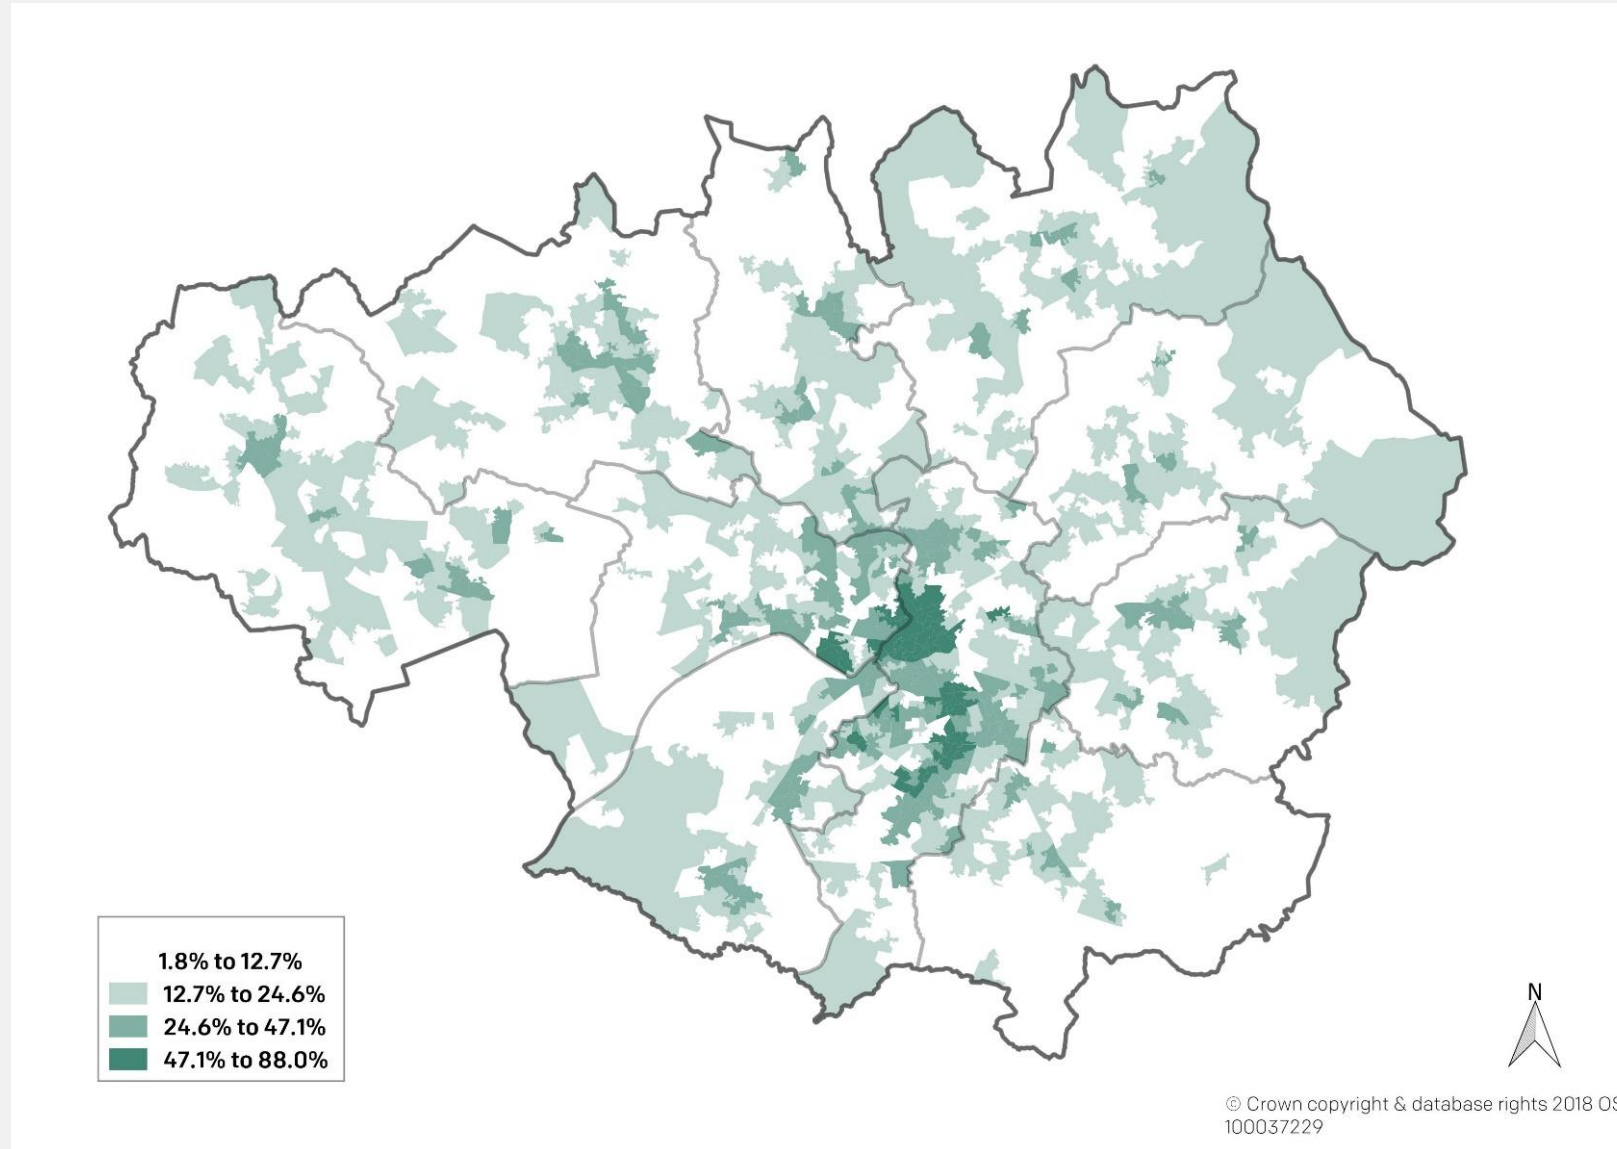 1.8% to 12.7%
12.7% to 24.6%
24.6% to 47.1%
47.1% to 88.0%
N
© Crown copyright & database rights 2018 OS
100037229